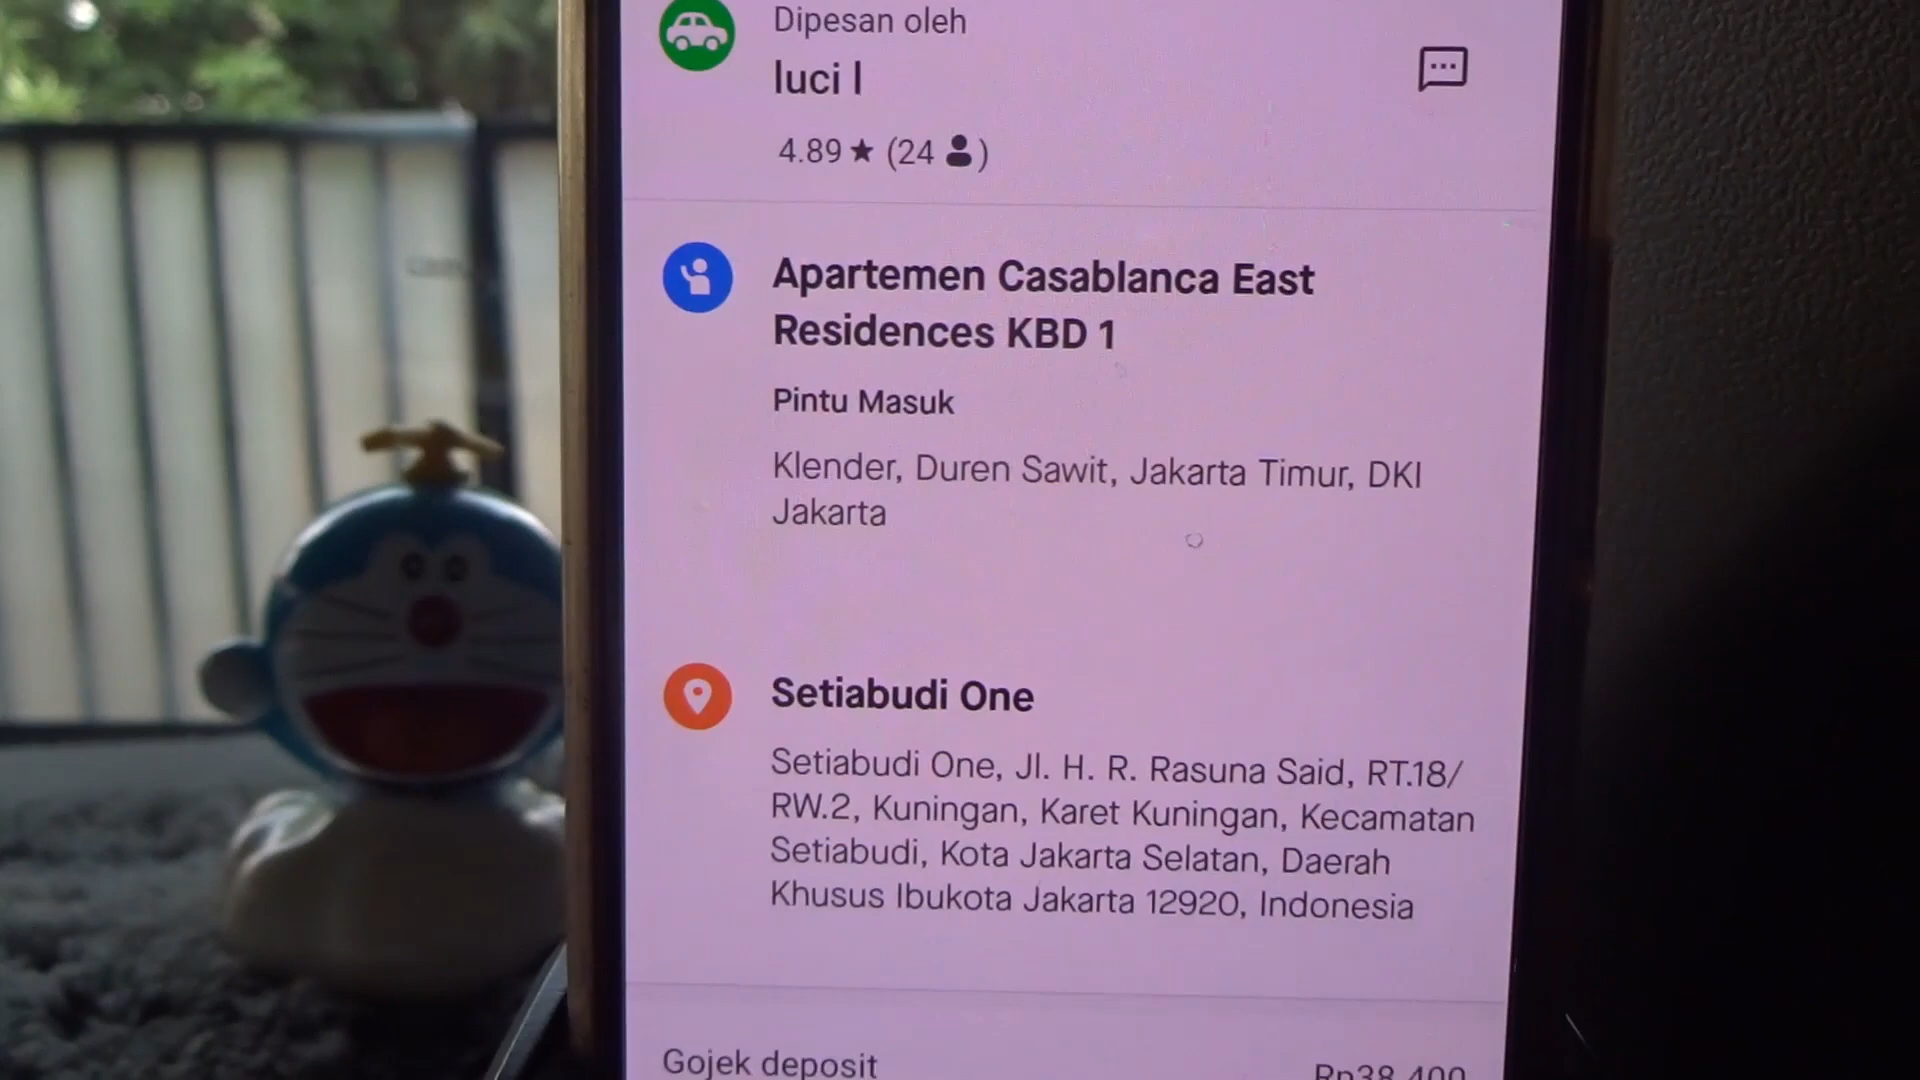 Dipesan oleh
luci l
4.89 ★ (24 )
Apartemen Casablanca East
Residences KBD 1
Pintu Masuk
Klender, Duren Sawit, Jakarta Timur, DKI
Jakarta
Setiabudi One
Setiabudi One, Jl. H. R. Rasuna Said, RT.18/
RW.2, Kuningan, Karet Kuningan, Kecamatan
Setiabudi, Kota Jakarta Selatan, Daerah
Khusus Ibukota Jakarta 12920, Indonesia
Gojek deposit
Rp38.400